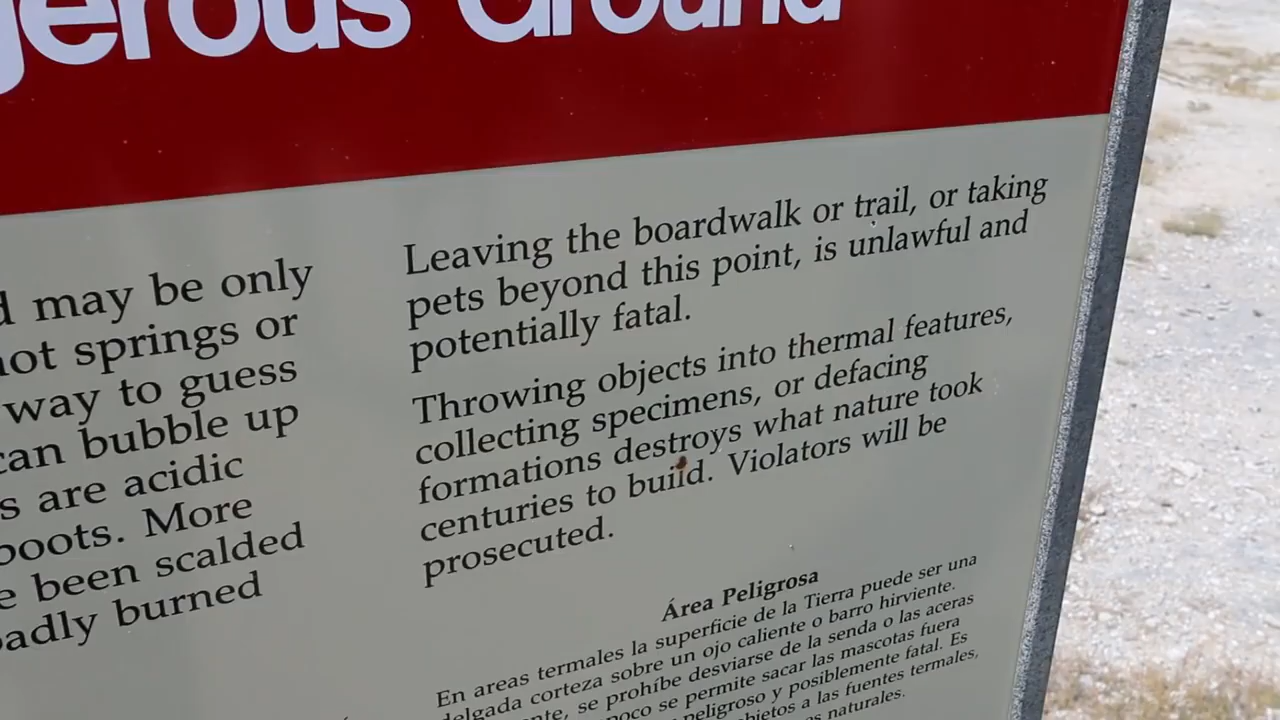 Ground
may be only
springs or
way to guess
can bubble up
are acidic
boots. More
been scalded
badly burned
Leaving the boardwalk or trail, or taking
pets beyond this point, is unlawful and
potentially fatal.
Throwing objects into thermal features,
collecting specimens, or defacing
formations destroys what nature took
centuries to build. Violators will be
prosecuted.
Área Peligrosa
En areas termales la superficie de la Tierra puede ser una
delgada corteza sobre un ojo caliente o barro hirviente.
se prohíbe desviarse de la senda o las aceras
se permite sacar las mascotas fuera
peligroso y posiblemente fatal. Es
a las fuentes termales,
naturales.